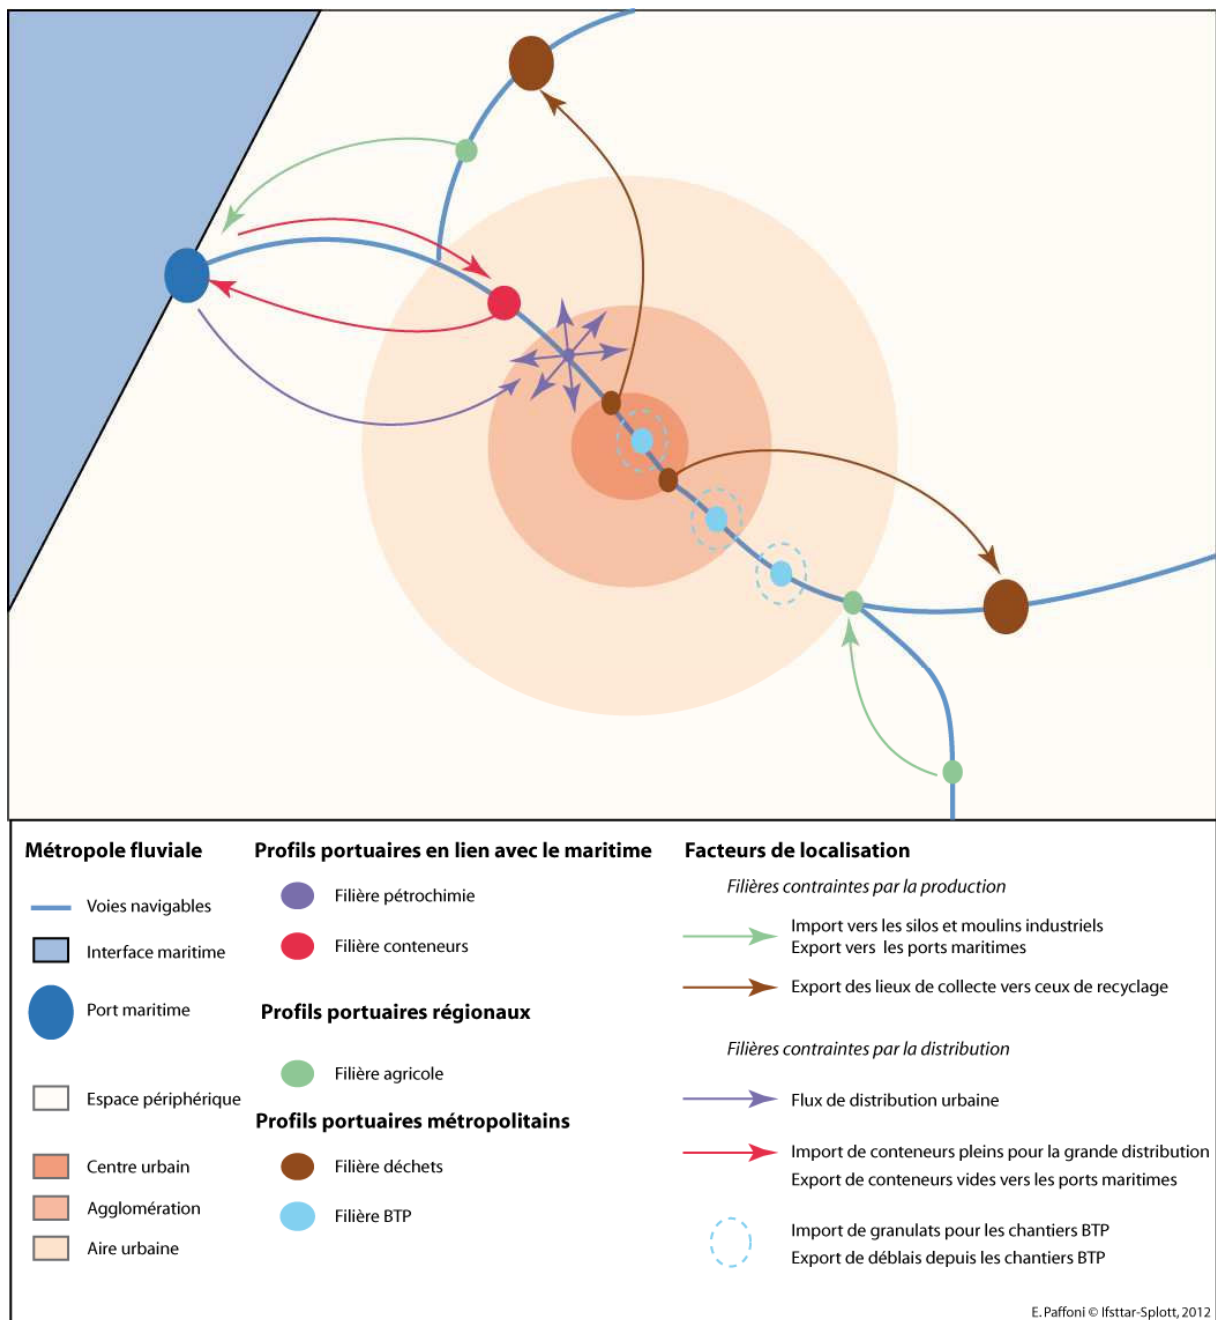 Métropole fluviale
Voies navigables
Interface maritime
Port maritime
Espace périphérique
Centre urbain
Agglomération
Aire urbaine
Profils portuaires en lien avec le maritime
Filière pétrochimie
Filière conteneurs
Profils portuaires régionaux
Filière agricole
Profils portuaires métropolitains
Filière déchets
Filière BTP
Facteurs de localisation
Filières contraintes par la production
Import vers les silos et moulins industriels
Export vers les ports maritimes
Export des lieux de collecte vers ceux de recyclage
Filières contraintes par la distribution
Flux de distribution urbaine
Import de conteneurs pleins pour la grande distribution
Export de conteneurs vides vers les ports maritimes
Import de granulats pour les chantiers BTP
Export de déblais depuis les chantiers BTP
E. Paffoni © Ifsttar-Splott, 2012